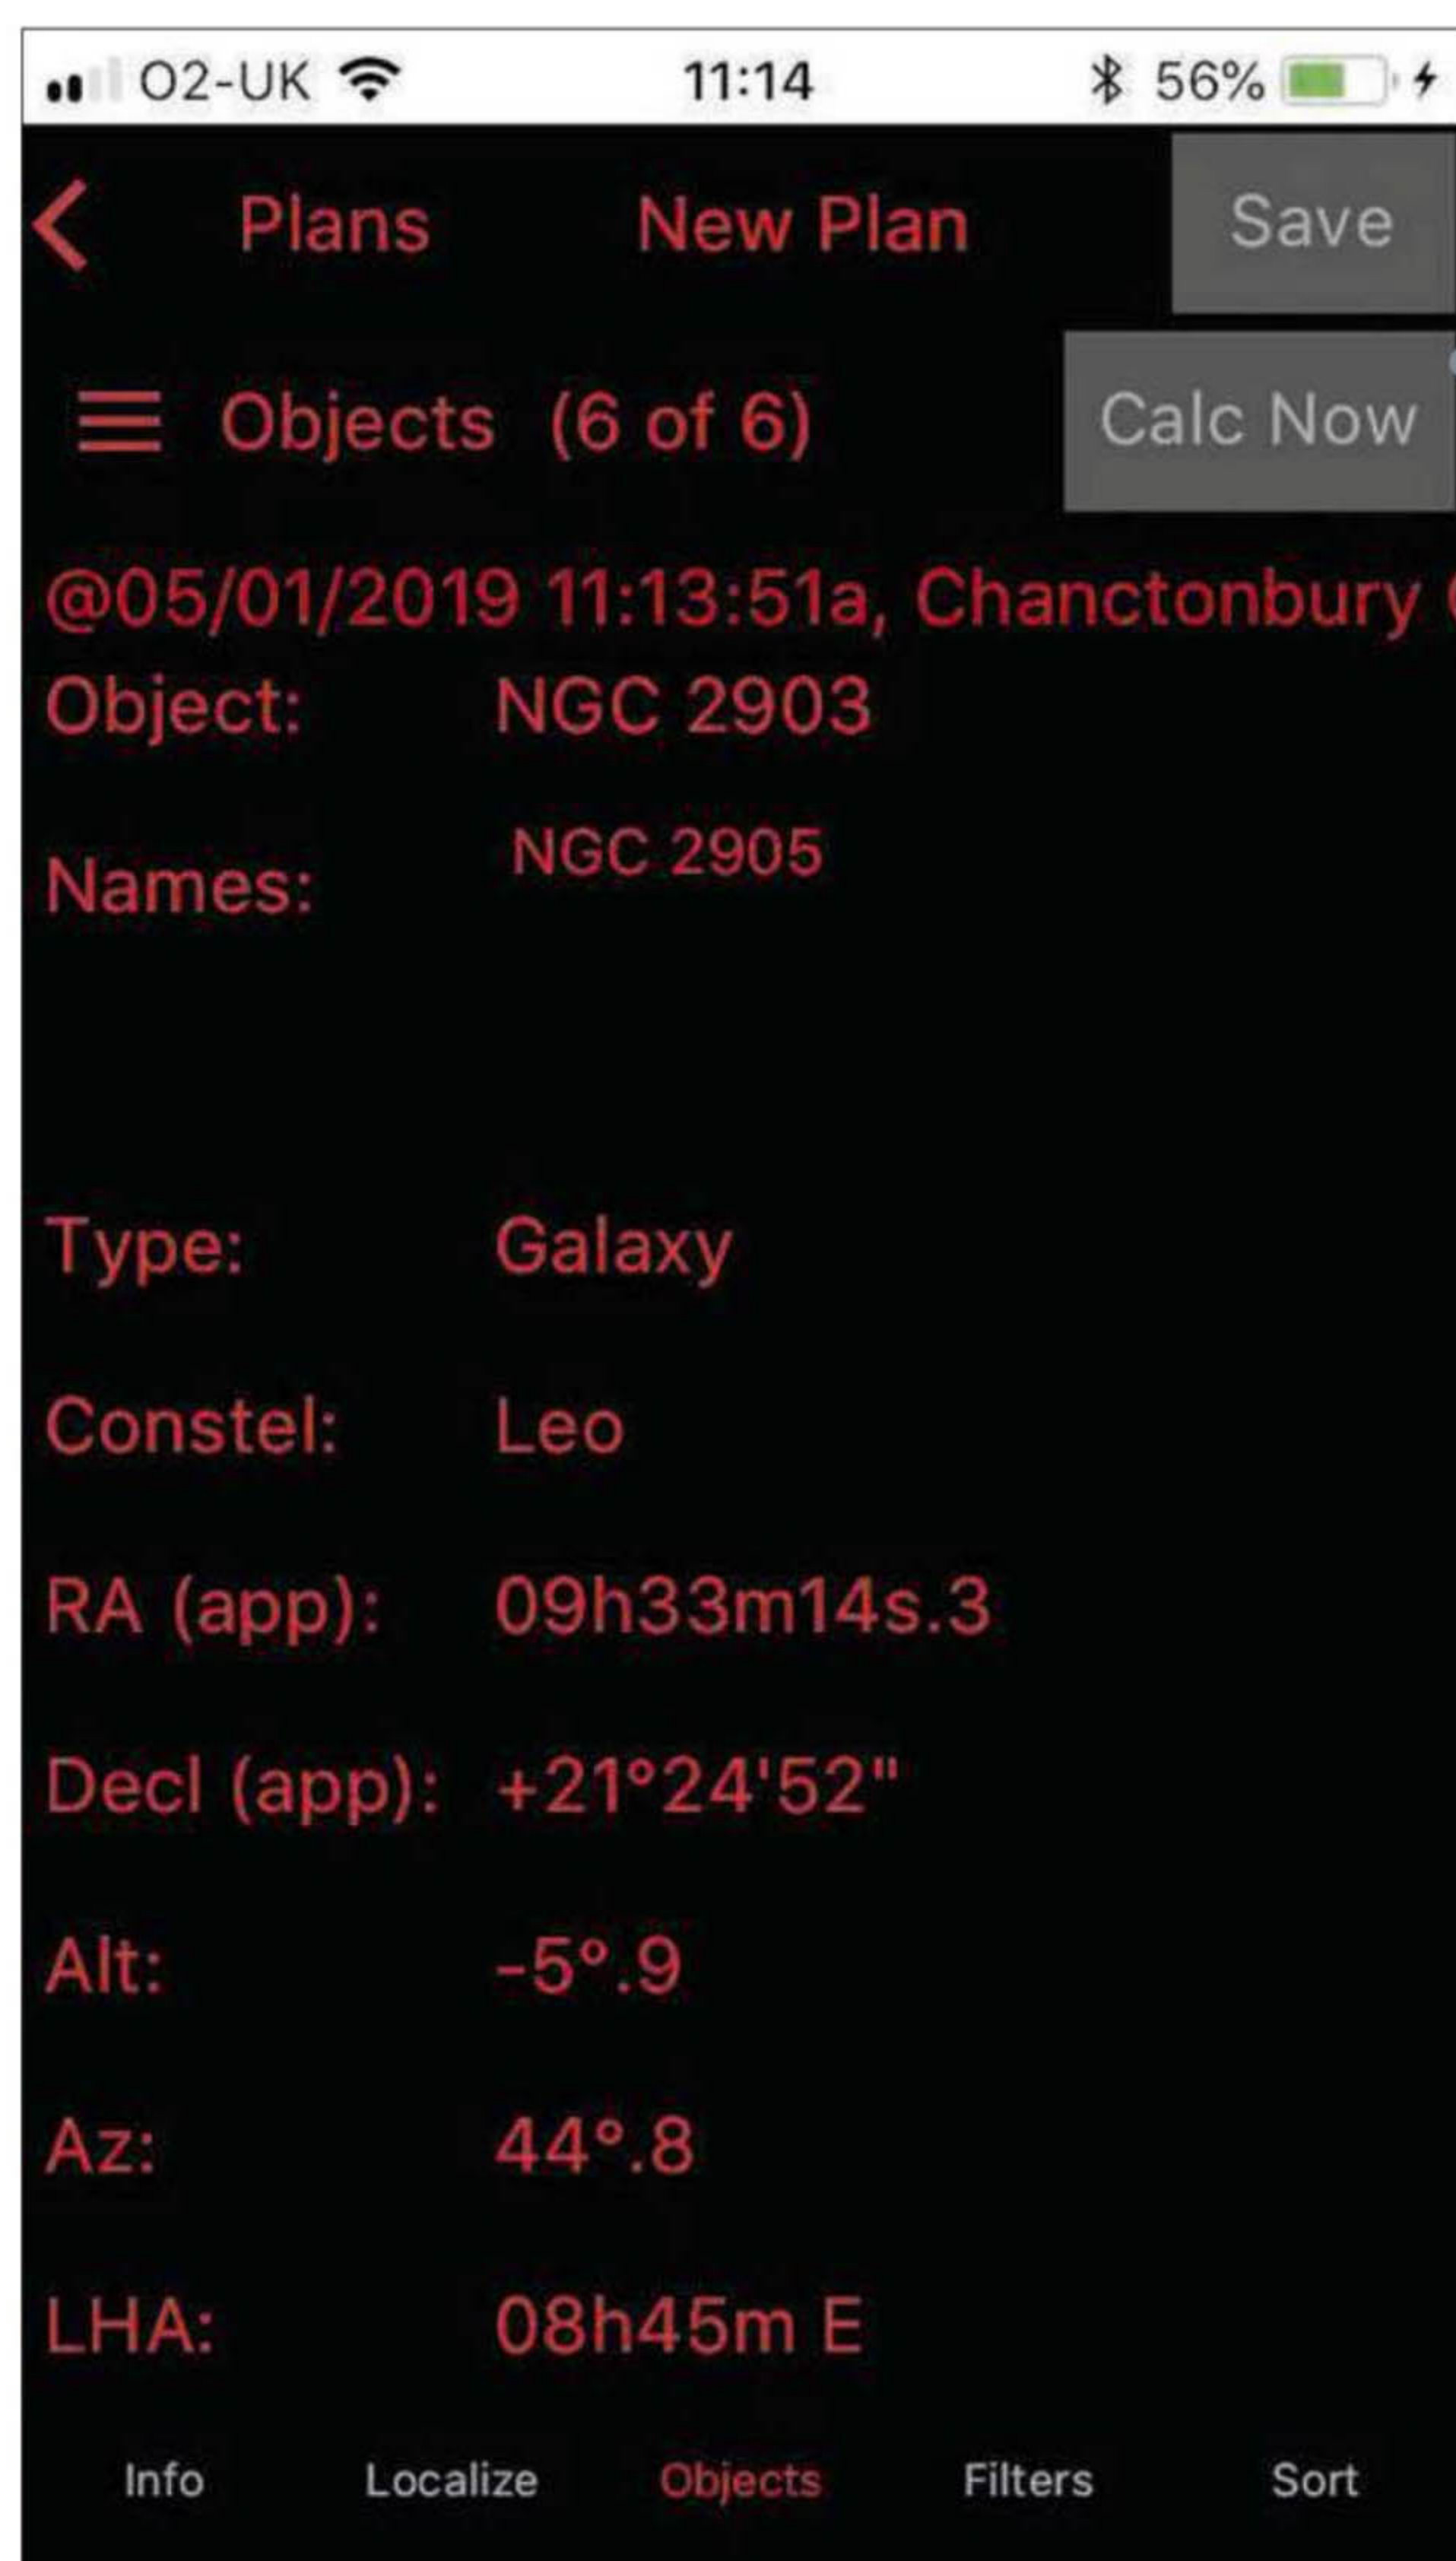 O2-UK 11:14 56%
Plans New Plan Save
Objects (6 of 6) Calc Now
@05/01/2019 11:13:51a, Chanctonbury
Object: NGC 2903
Names: NGC 2905
Type: Galaxy
Constel: Leo
RA (app): 09h33m14s.3
Decl (app): +21°24'52"
Alt: -5°.9
Az: 44°.8
LHA: 08h45m E
Info Localize Objects Filters Sort